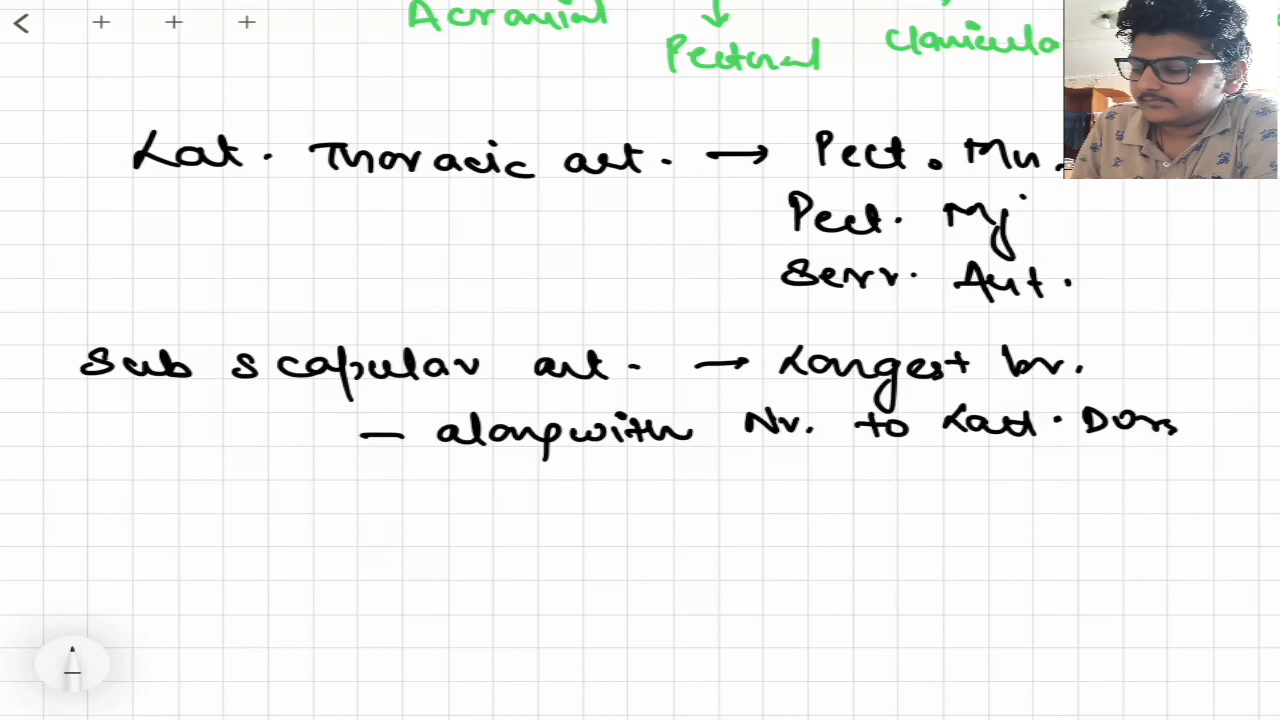 Acromial
Pectoral
Clavicula
Lat. Thoracic art. → Pect. Mn.
Pect. Mj
Serr. Ant.
Sub scapular art. → Longest br.
— alongwith Nv. to Latt. Dors